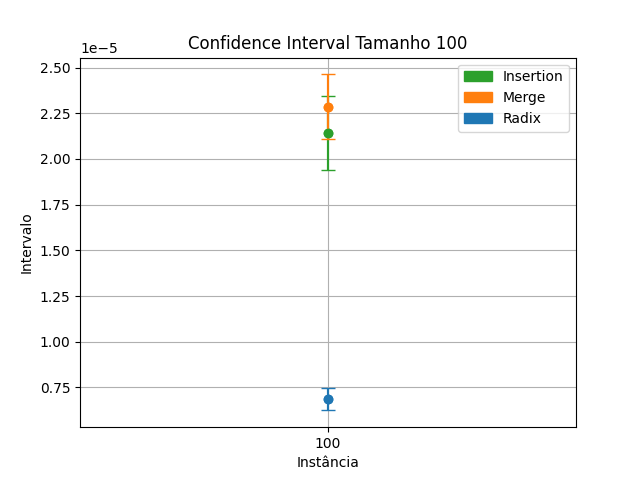 Confidence Interval Tamanho 100
1e−5
2.50
2.25
2.00
1.75
1.50
1.25
1.00
0.75
Intervalo
Insertion
Merge
Radix
100
Instância